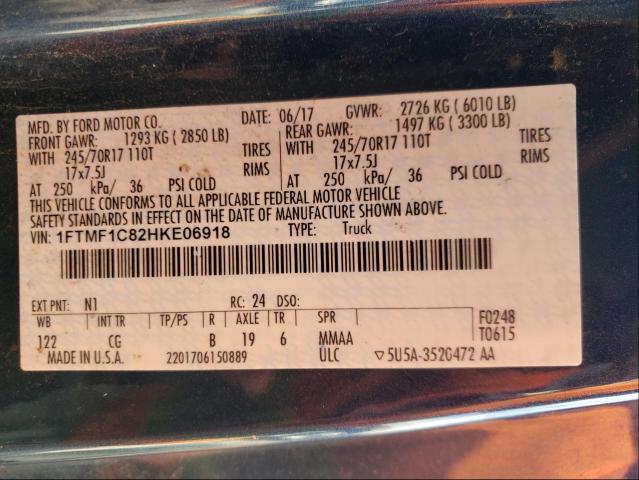 MFD. BY FORD MOTOR CO. DATE: 06/17 GVWR: 2726 KG ( 6010 LB)
FRONT GAWR: 1293 KG ( 2850 LB) REAR GAWR: 1497 KG ( 3300 LB)
WITH 245/70R17 110T TIRES WITH 245/70R17 110T TIRES
17x7.5J RIMS 17x7.5J RIMS
AT 250 kPa/ 36 PSI COLD AT 250 kPa/ 36 PSI COLD
THIS VEHICLE CONFORMS TO ALL APPLICABLE FEDERAL MOTOR VEHICLE
SAFETY STANDARDS IN EFFECT ON THE DATE OF MANUFACTURE SHOWN ABOVE.
VIN: 1FTMF1C82HKE06918 TYPE: Truck
EXT PNT: N1 RC: 24 DSO:
WB INT TR TP/PS R AXLE TR SPR F0248
122 CG B 19 6 MMAA T0615
MADE IN U.S.A. 2201706150889 ULC ▽5U5A-3520472 AA